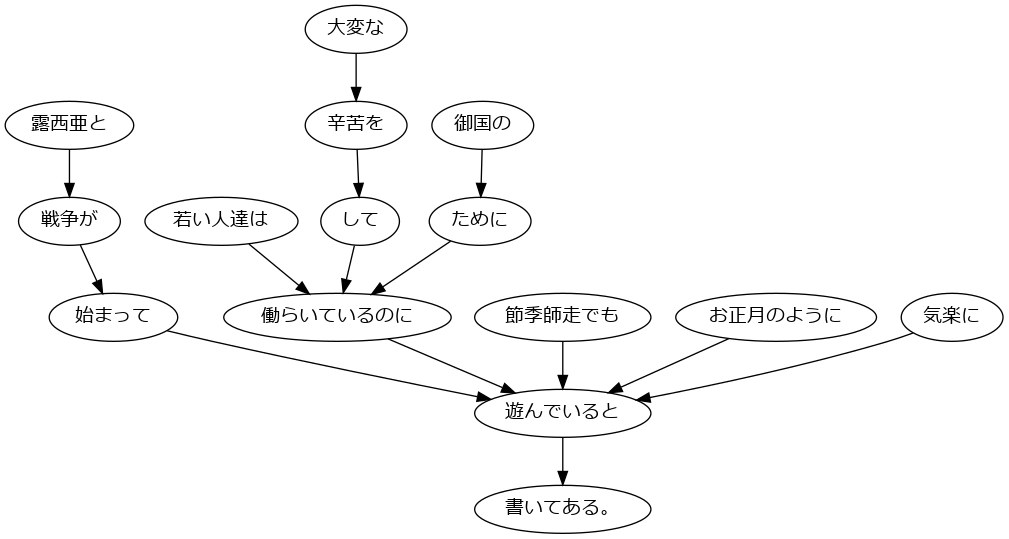 大変な
露西亜と
辛苦を
御国の
戦争が
若い人達は
して
ために
始まって
働らいているのに
節季師走でも
お正月のように
気楽に
遊んでいると
書いてある。